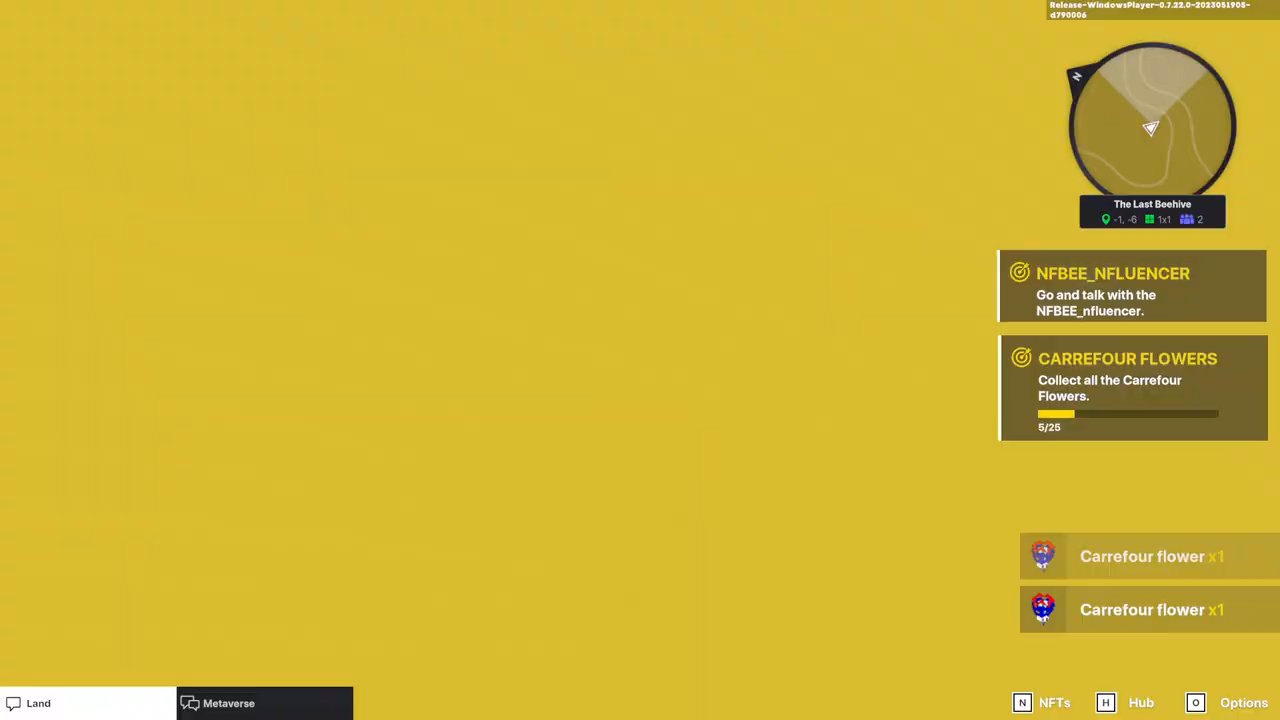 Release-WindowsPlayer-0.7.22.0-2023051905-
d790006
N
The Last Beehive
-1, -6 1x1 2
NFBEE_NFLUENCER
Go and talk with the
NFBEE_nfluencer.
CARREFOUR FLOWERS
Collect all the Carrefour
Flowers.
5/25
Carrefour flower x1
Carrefour flower x1
Land
Metaverse
N NFTs
H Hub
O Options